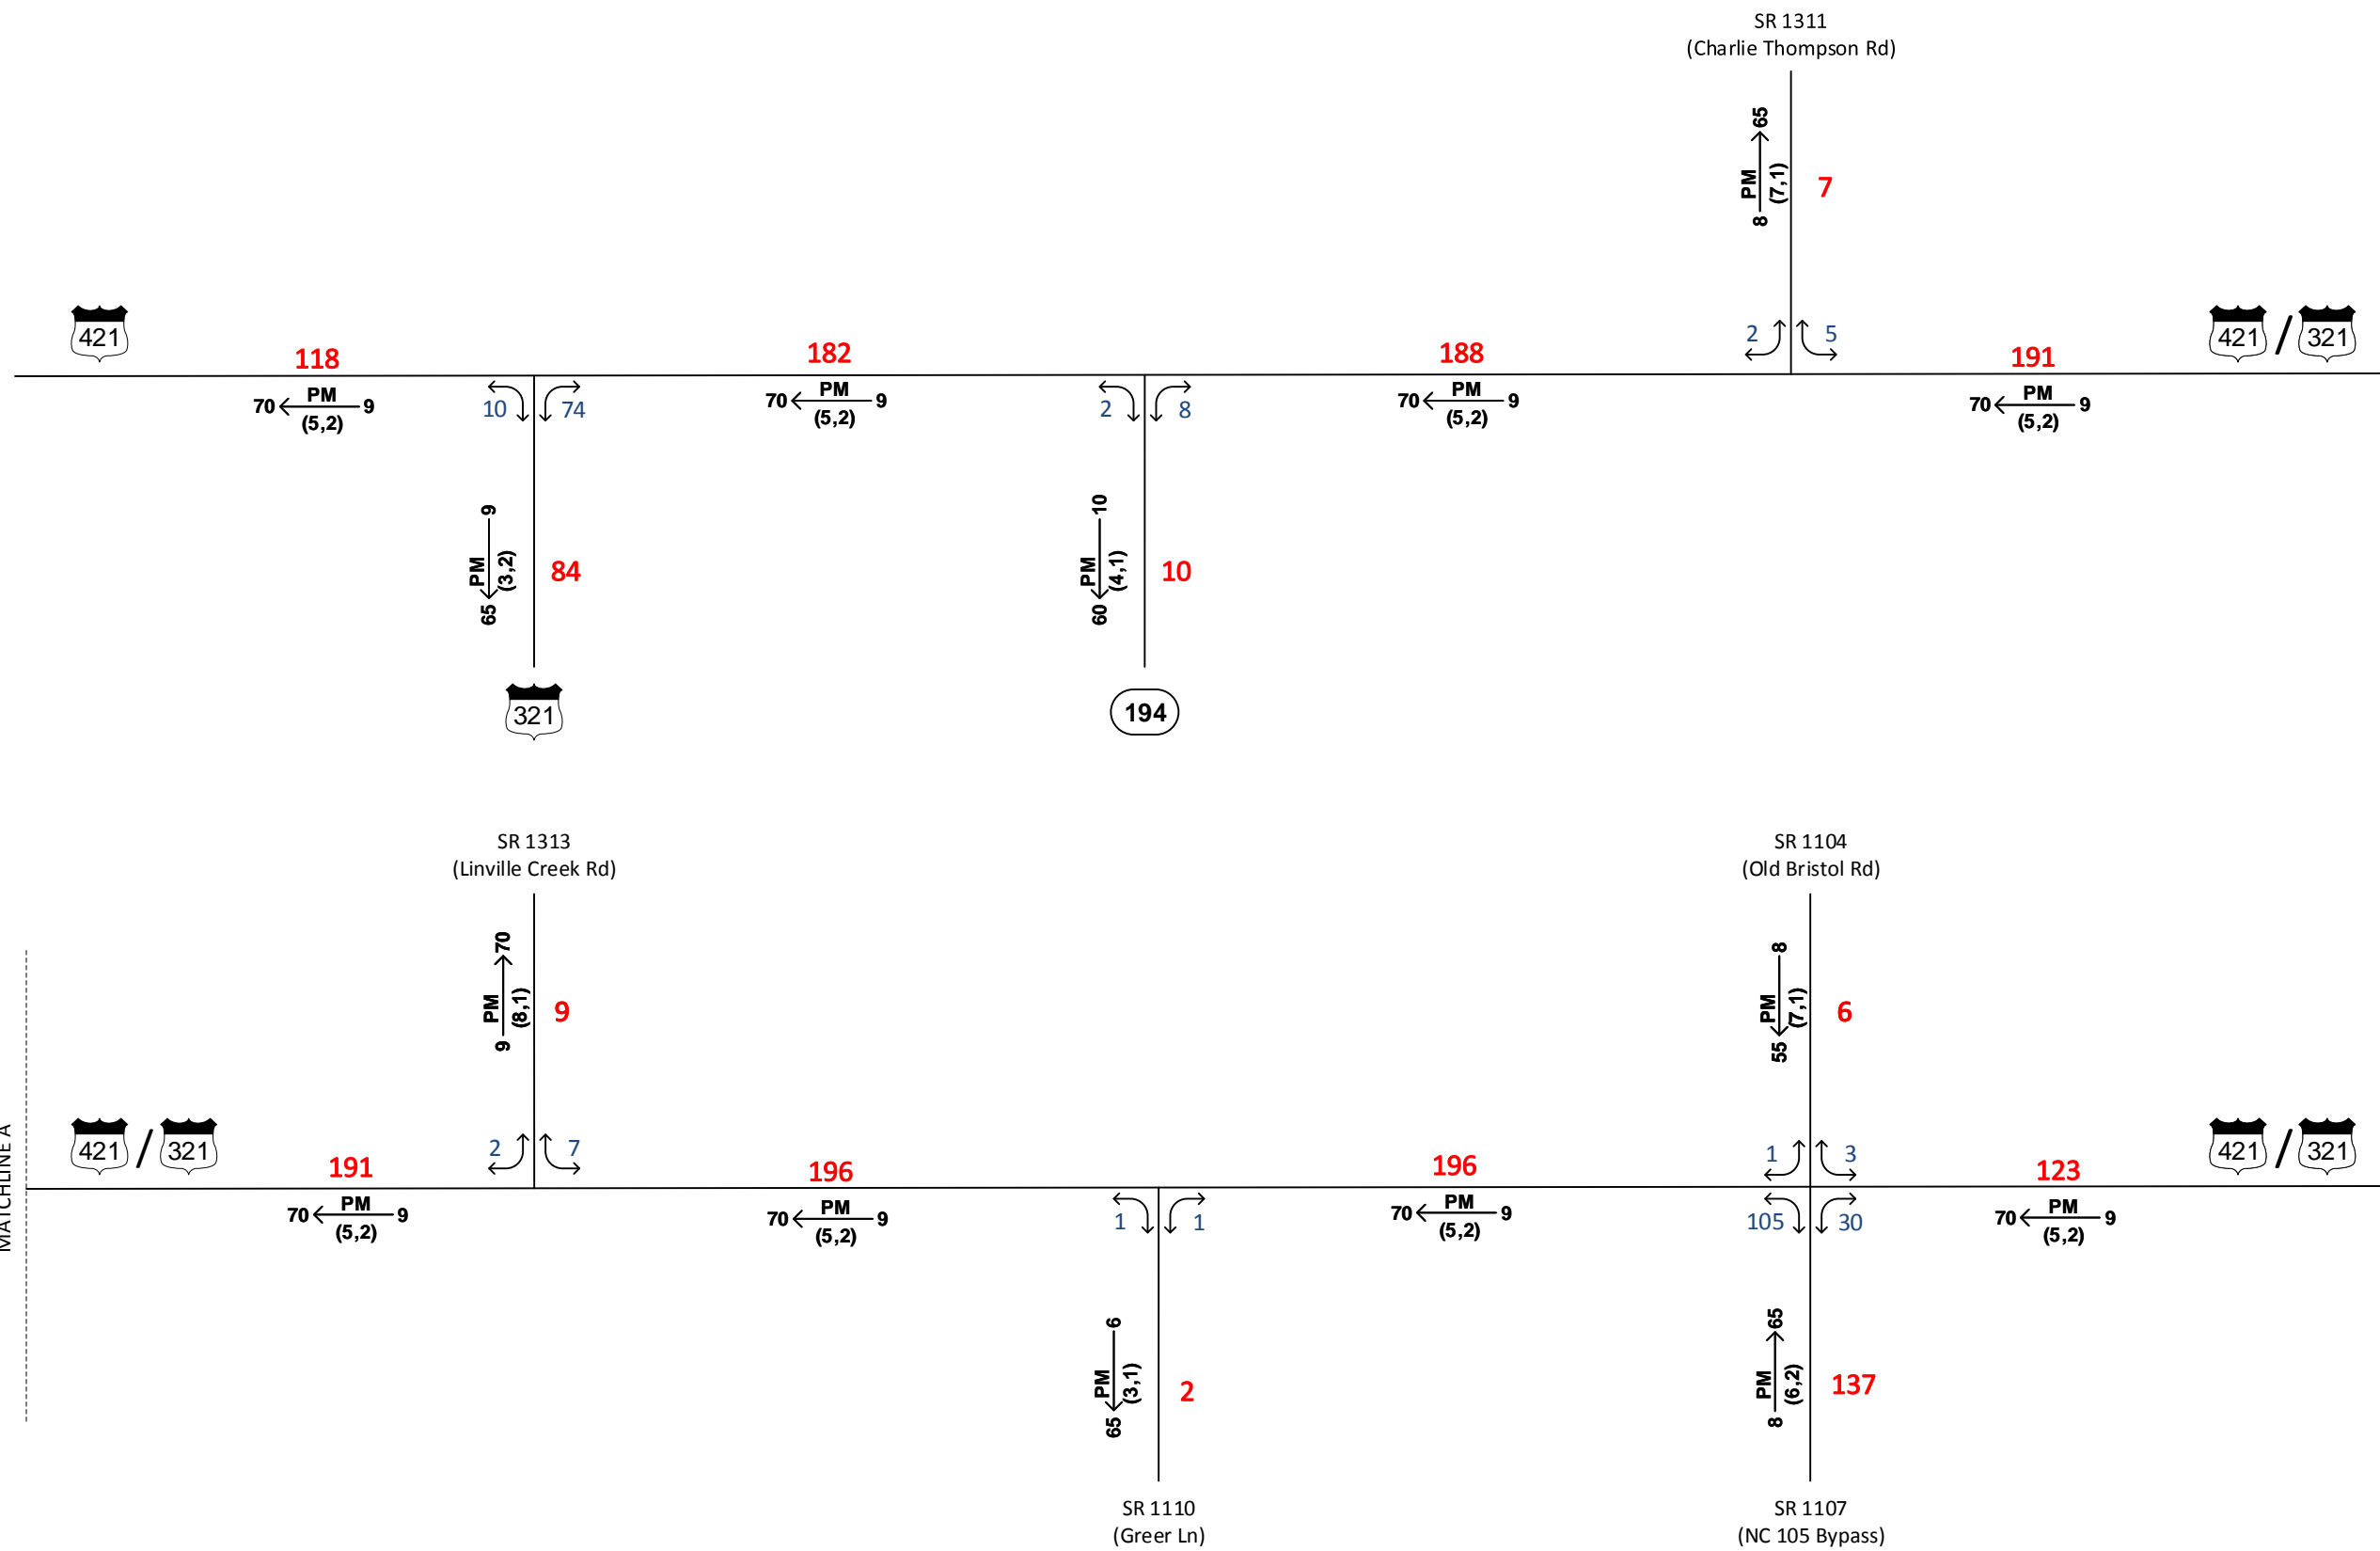 SR 1311
(Charlie Thompson Rd)
65
PM
(7,1)
8
7
421
118
182
188
2
5
421 / 321
191
70 PM 9
(5,2)
10
74
70 PM 9
(5,2)
2
8
70 PM 9
(5,2)
70 PM 9
(5,2)
9
PM
(3,2)
65
84
10
PM
(4,1)
60
10
321
194
SR 1313
(Linville Creek Rd)
SR 1104
(Old Bristol Rd)
70
PM
(8,1)
9
9
8
PM
(7,1)
55
6
MATCHLINE A
421 / 321
191
2
7
196
196
1
3
123
421 / 321
70 PM 9
(5,2)
70 PM 9
(5,2)
1
1
70 PM 9
(5,2)
105
30
70 PM 9
(5,2)
6
PM
(3,1)
65
2
65
PM
(6,2)
8
137
SR 1110
(Greer Ln)
SR 1107
(NC 105 Bypass)